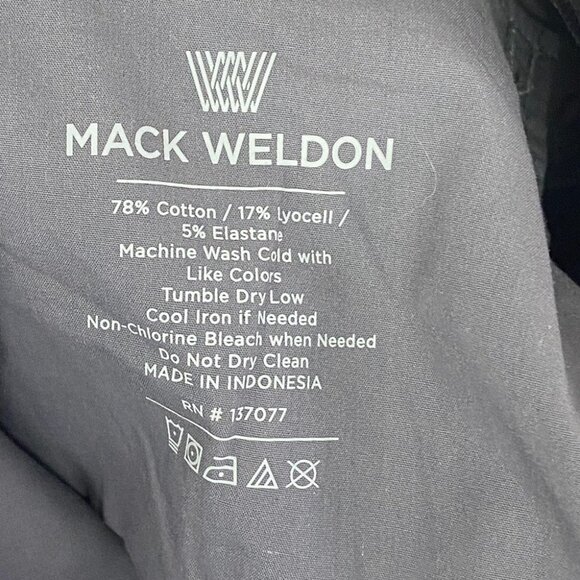 MACK WELDON
78% Cotton / 17% lyocell /
5% Elastane
Machine Wash Cold with
Like Colors
Tumble Dry Low
Cool Iron if Needed
Non-Chlorine Bleach when Needed
Do Not Dry Clean
MADE IN INDONESIA
RN # 137077